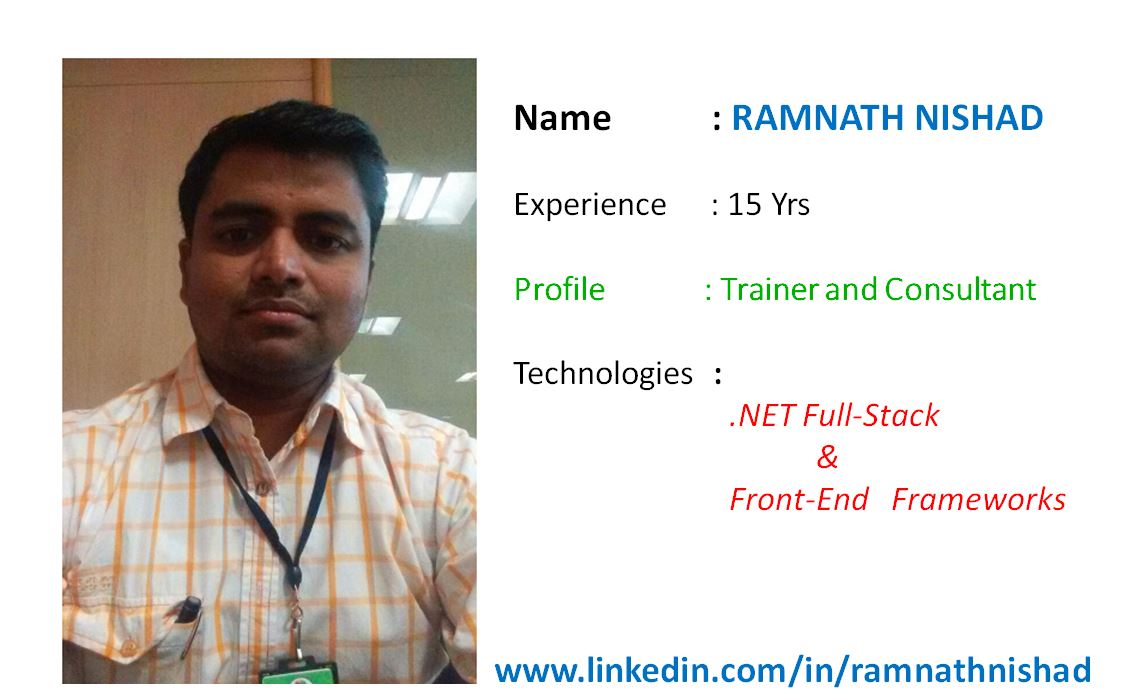 Name : RAMNATH NISHAD
Experience : 15 Yrs
Profile : Trainer and Consultant
Technologies :
.NET Full-Stack
&
Front-End Frameworks
www.linkedin.com/in/ramnathnishad